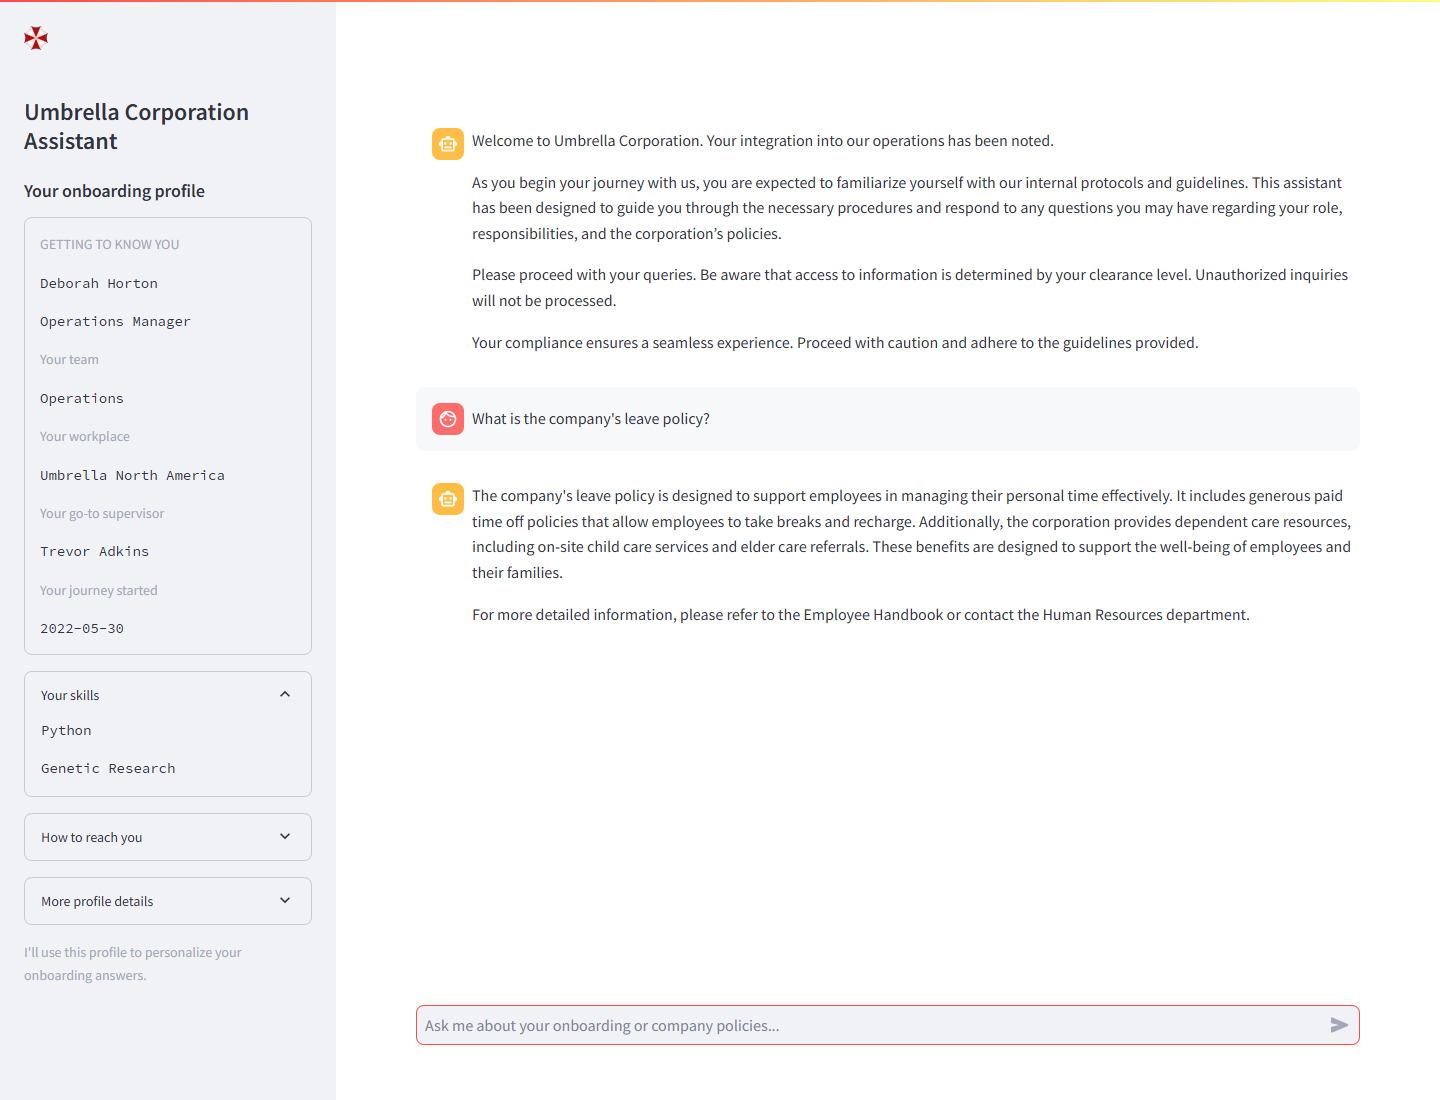 Umbrella Corporation
Assistant
Your onboarding profile
GETTING TO KNOW YOU
Deborah Horton
Operations Manager
Your team
Operations
Your workplace
Umbrella North America
Your go-to supervisor
Trevor Adkins
Your journey started
2022-05-30
Your skills
Python
Genetic Research
How to reach you
More profile details
I'll use this profile to personalize your
onboarding answers.
Welcome to Umbrella Corporation. Your integration into our operations has been noted.
As you begin your journey with us, you are expected to familiarize yourself with our internal protocols and guidelines. This assistant
has been designed to guide you through the necessary procedures and respond to any questions you may have regarding your role,
responsibilities, and the corporation’s policies.
Please proceed with your queries. Be aware that access to information is determined by your clearance level. Unauthorized inquiries
will not be processed.
Your compliance ensures a seamless experience. Proceed with caution and adhere to the guidelines provided.
What is the company's leave policy?
The company's leave policy is designed to support employees in managing their personal time effectively. It includes generous paid
time off policies that allow employees to take breaks and recharge. Additionally, the corporation provides dependent care resources,
including on-site child care services and elder care referrals. These benefits are designed to support the well-being of employees and
their families.
For more detailed information, please refer to the Employee Handbook or contact the Human Resources department.
Ask me about your onboarding or company policies...